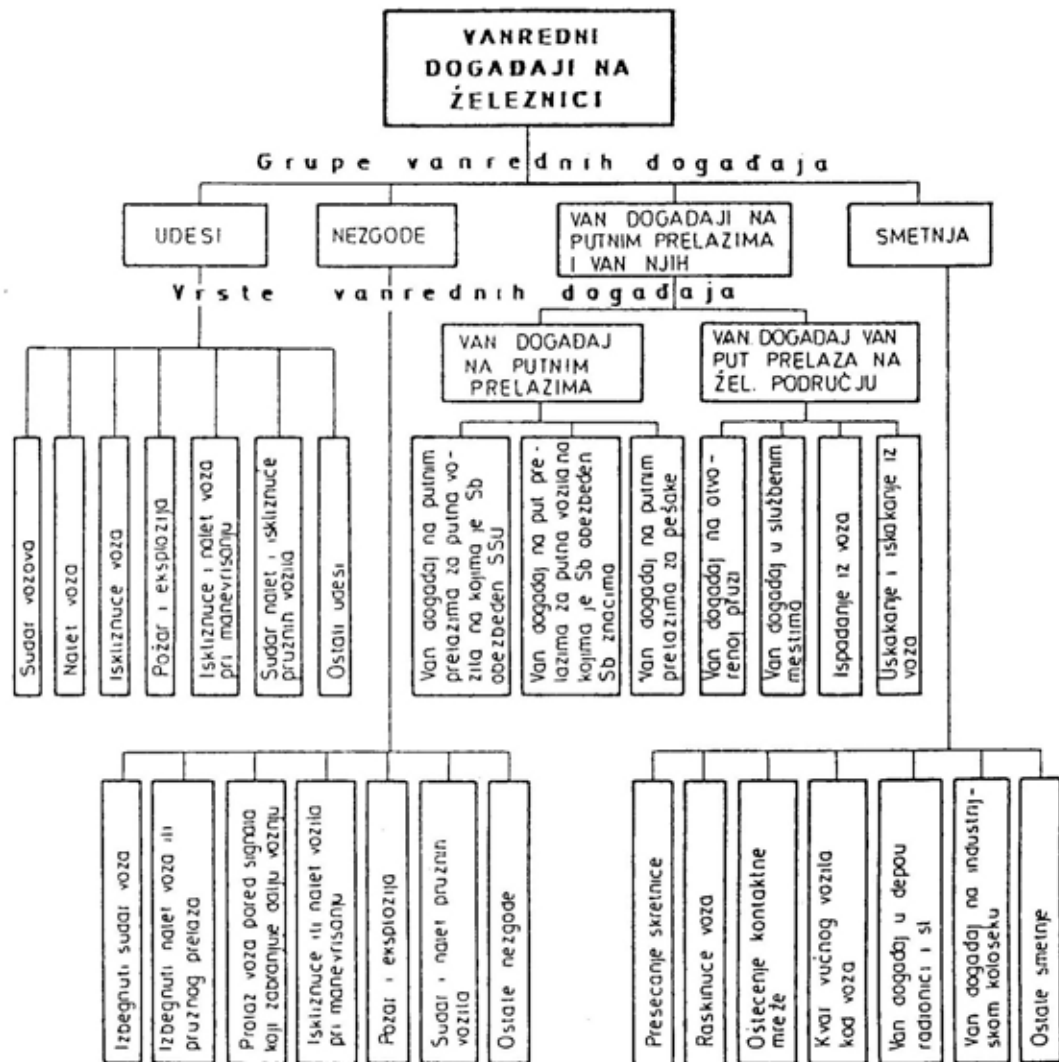 VANREDNI
DOGAĐAJI NA
ŽELEZNICI
Grupe vanrednih događaja
UDESI
NEZGODE
VAN DOGAĐAJI NA
PUTNIM PRELAZIMA
I VAN NJIH
SMETNJA
Vrste vanrednih događaja
VAN DOGAĐAJ
NA PUTNIM
PRELAZIMA
VAN. DOGAĐAJ VAN
PUT PRELAZA NA
ŽEL. PODRUČJU
Sudar vozova
Nalet voza
Iskliznuce voza
Požar i eksplozija
Iskliznuce i nalet voza
pri manevrisanju
Sudar nalet i iskliznuce
pružnih vozila
Ostali udesi
Van događaj na putnim
prelazima za putna vo-
zila na kojima je Sb
obezbeđen SSu
Van događaj na put pre-
lazima za putna vozila na
kojima je Sb obezbeđen
Sb znacima
Van događaj na putnim
prelazima za pešake
Van događaj na otvo-
renoj pruzi
Van događaj u službenim
mestima
Ispadanje iz voza
Uskakanje i iskakanje iz
voza
Izbegnuti sudar voza
Izbegnuti nalet voza ili
pružnog prelaza
Prolaz voza pored signala
koji zabranjuje dalju vožnju
Iskliznuce ili nalet vozila
pri manevrisanju
Požar i eksplozija
Sudar i nalet pružnih
vozila
Ostale nezgode
Presecanje skretnice
Raskinuce voza
Oštecenje kontaktne
mreže
Kvar vučnog vozila
kod voza
Van događaj u depou
radionici i sl
Van događaj na industrij-
skom koloseku
Ostale smetnje